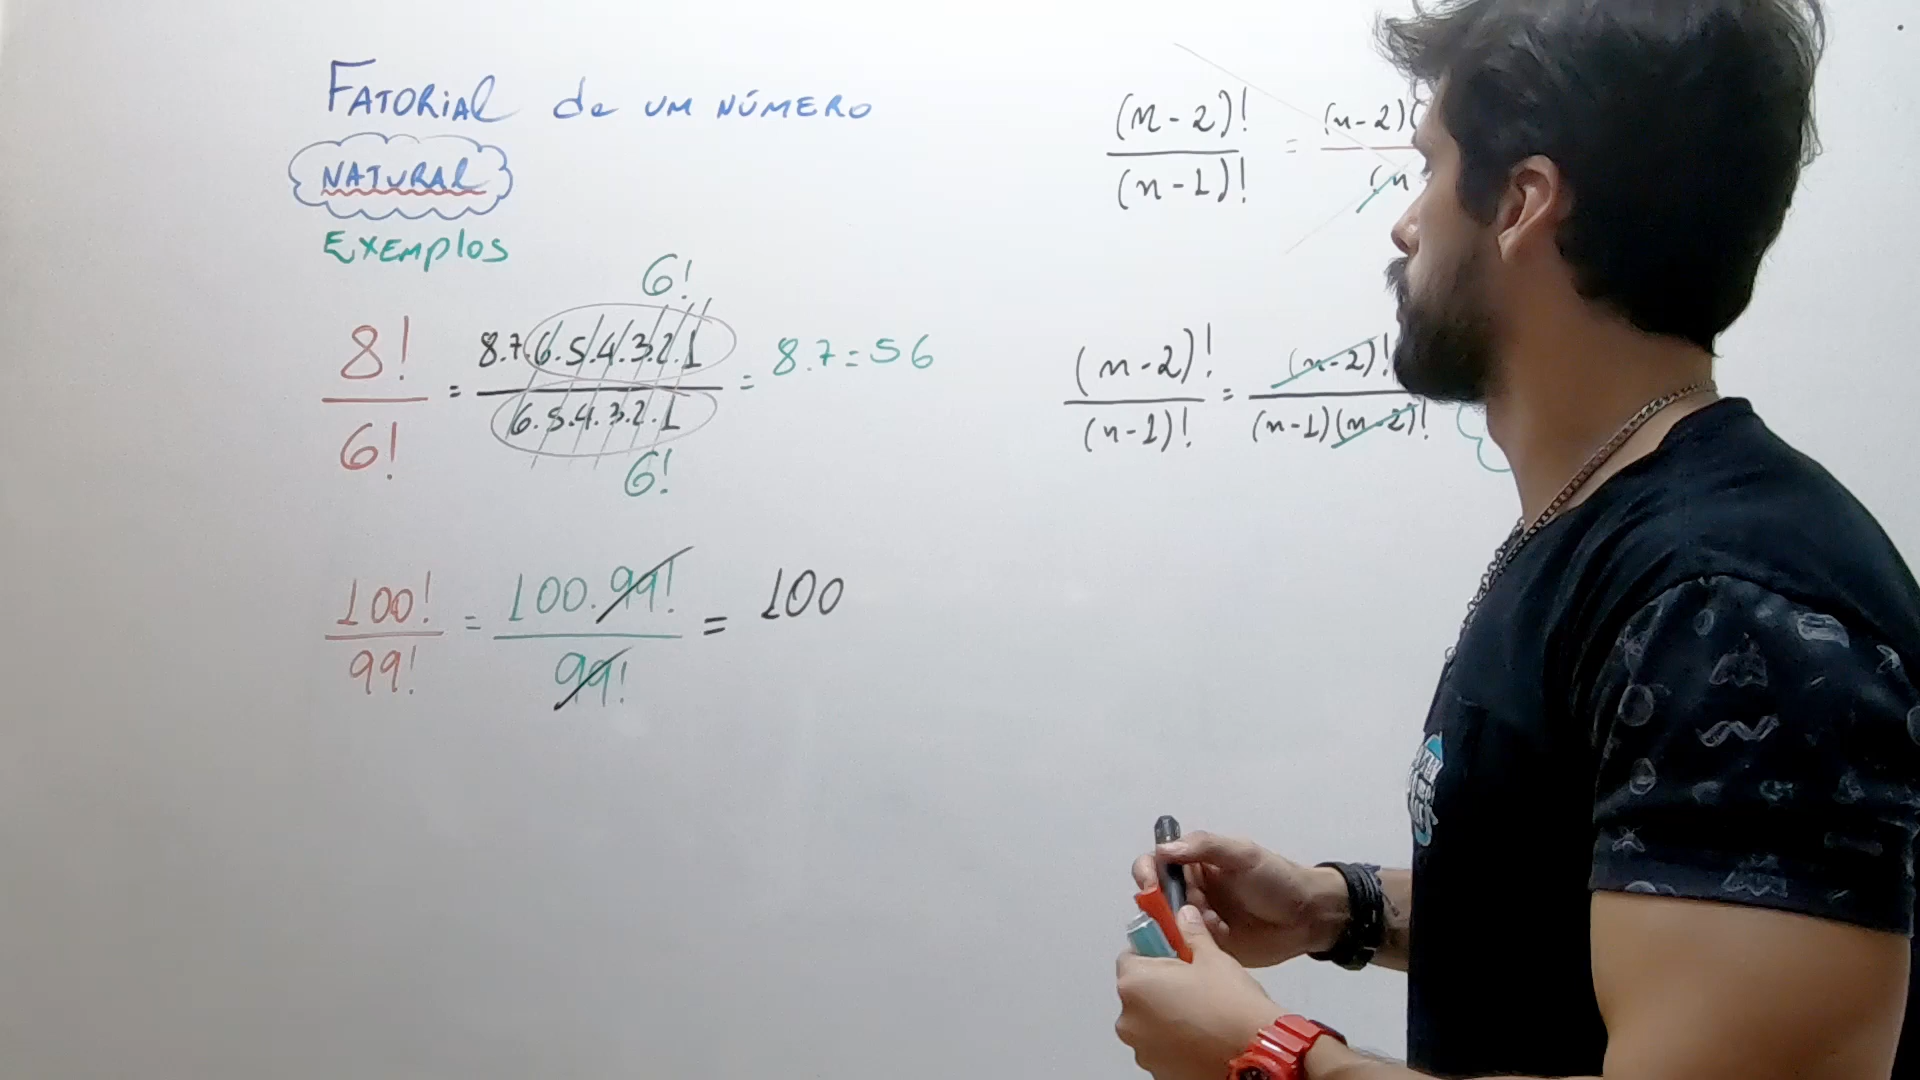 FATORIAL de UM NÚMERO
NATURAL
EXEMPLOS
6!
8! / 6! = 8.7.6.5.4.3.2.1 / 6.5.4.3.2.1 = 8.7=56
6!
100! / 99! = 100.99! / 99! = 100
(n-2)! / (n-1)! = (n-2)( / (n
(n-2)! / (n-1)! = (n-2)! / (n-1)(n-2)!